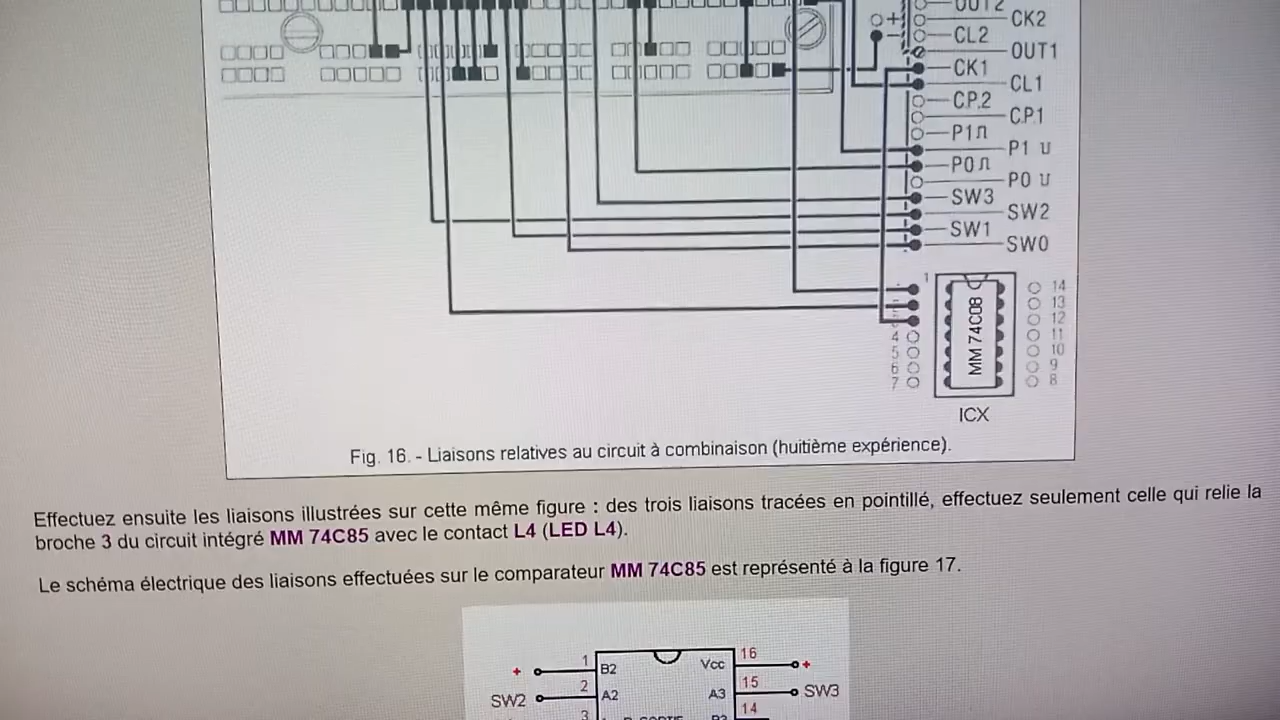 OUT2
CK2
CL2
OUT1
CK1
CL1
C.P.2
C.P.1
P1⊓
P1 ⊔
P0⊓
P0 ⊔
SW3
SW2
SW1
SW0
+
-
1
4
5
6
7
MM 74C08
14
13
12
11
10
9
8
ICX
Fig. 16. - Liaisons relatives au circuit à combinaison (huitième expérience).
Effectuez ensuite les liaisons illustrées sur cette même figure : des trois liaisons tracées en pointillé, effectuez seulement celle qui relie la
broche 3 du circuit intégré MM 74C85 avec le contact L4 (LED L4).
Le schéma électrique des liaisons effectuées sur le comparateur MM 74C85 est représenté à la figure 17.
+ 1 B2 Vcc 16 +
SW2 2 A2 A3 15 SW3
3 14